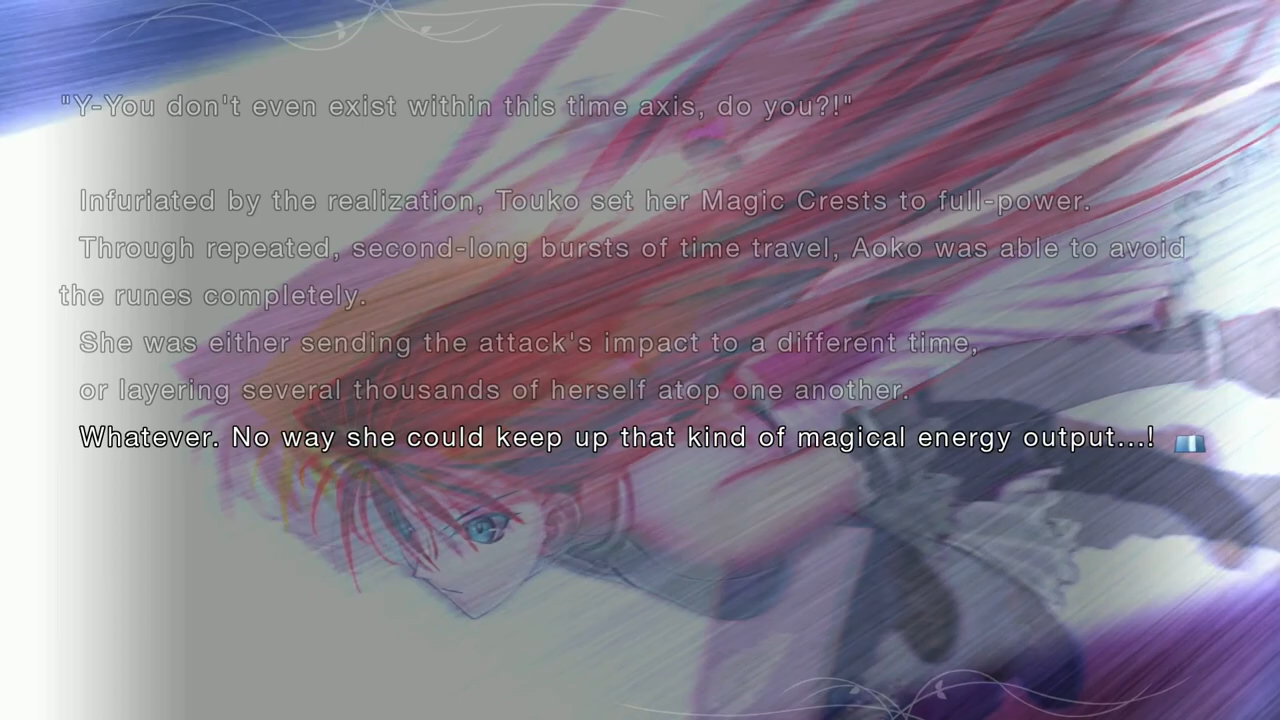 "Y-You don't even exist within this time axis, do you?!"
Infuriated by the realization, Touko set her Magic Crests to full-power.
Through repeated, second-long bursts of time travel, Aoko was able to avoid
the runes completely.
She was either sending the attack's impact to a different time,
or layering several thousands of herself atop one another.
Whatever. No way she could keep up that kind of magical energy output...!